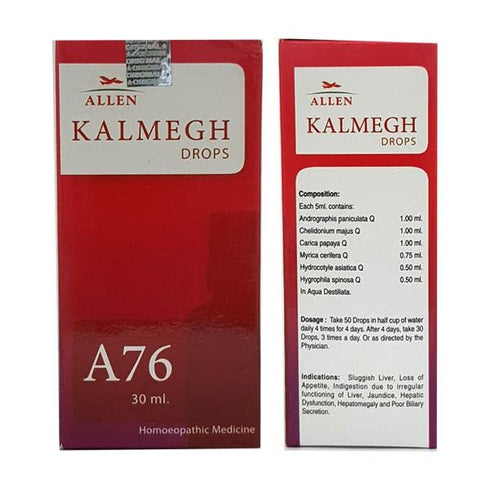 ORIGINAL
ALLEN
KALMEGH
DROPS
A76
30 ml.
Homoeopathic Medicine
ALLEN
KALMEGH
DROPS
Composition:
Each 5ml. contains:
Andrographis paniculata Q 1.00 ml.
Chelidonium majus Q 1.00 ml.
Carica papaya Q 1.00 ml.
Myrica cerifera Q 0.75 ml.
Hydrocotyle asiatica Q 0.50 ml.
Hygrophila spinosa Q 0.50 ml.
In Aqua Destillata.
Dosage : Take 50 Drops in half cup of water
daily 4 times for 4 days. After 4 days, take 30
Drops, 3 times a day. Or as directed by the
Physician.
Indications: Sluggish Liver, Loss of
Appetite, Indigestion due to irregular
functioning of Liver, Jaundice, Hepatic
Dysfunction, Hepatomegaly and Poor Biliary
Secretion.